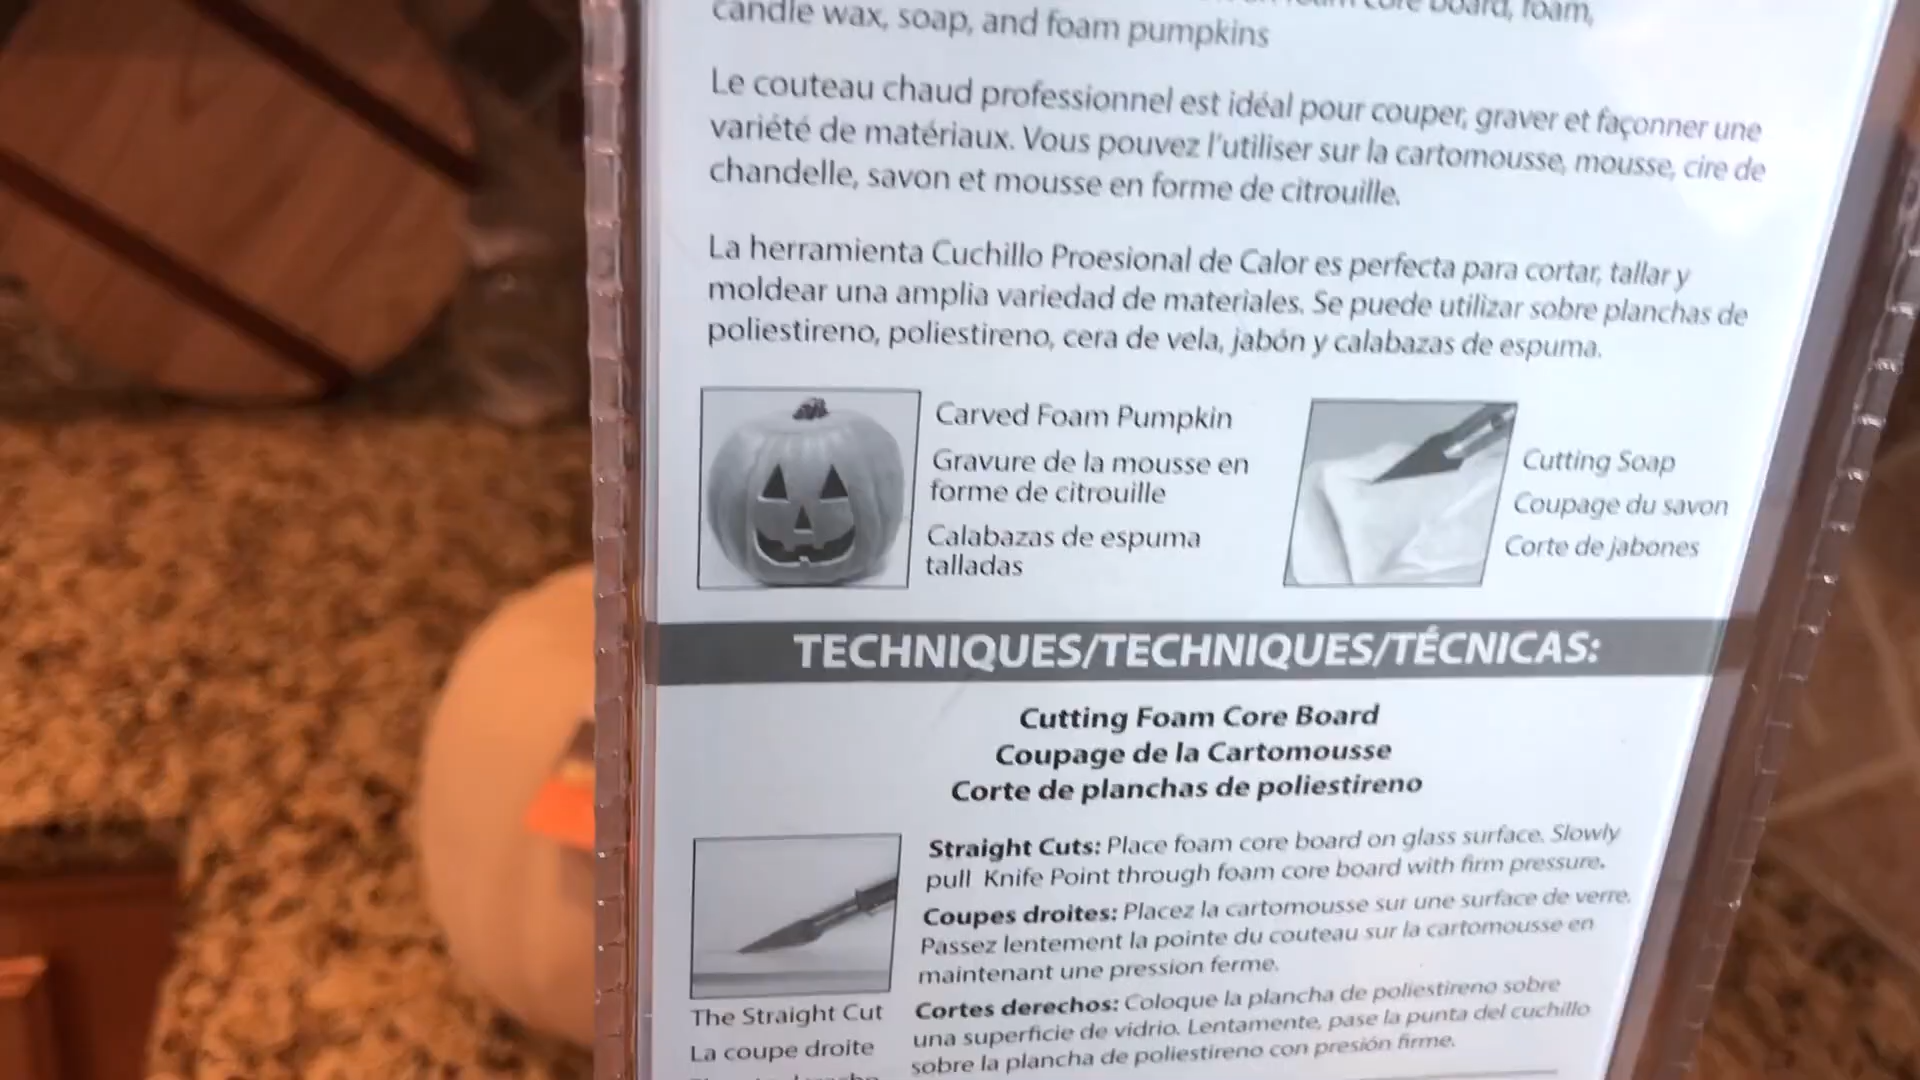 core board, foam,
candle wax, soap, and foam pumpkins
Le couteau chaud professionnel est idéal pour couper, graver et façonner une
variété de matériaux. Vous pouvez l'utiliser sur la cartomousse, mousse, cire de
chandelle, savon et mousse en forme de citrouille.
La herramienta Cuchillo Proesional de Calor es perfecta para cortar, tallar y
moldear una amplia variedad de materiales. Se puede utilizar sobre planchas de
poliestireno, poliestireno, cera de vela, jabón y calabazas de espuma.
Carved Foam Pumpkin
Gravure de la mousse en
forme de citrouille
Calabazas de espuma
talladas
Cutting Soap
Coupage du savon
Corte de jabones
TECHNIQUES/TECHNIQUES/TÉCNICAS:
Cutting Foam Core Board
Coupage de la Cartomousse
Corte de planchas de poliestireno
Straight Cuts: Place foam core board on glass surface. Slowly
pull Knife Point through foam core board with firm pressure.
Coupes droites: Placez la cartomousse sur une surface de verre.
Passez lentement la pointe du couteau sur la cartomousse en
maintenant une pression ferme.
Cortes derechos: Coloque la plancha de poliestireno sobre
una superficie de vidrio. Lentamente, pase la punta del cuchillo
sobre la plancha de poliestireno con presión firme.
The Straight Cut
La coupe droite